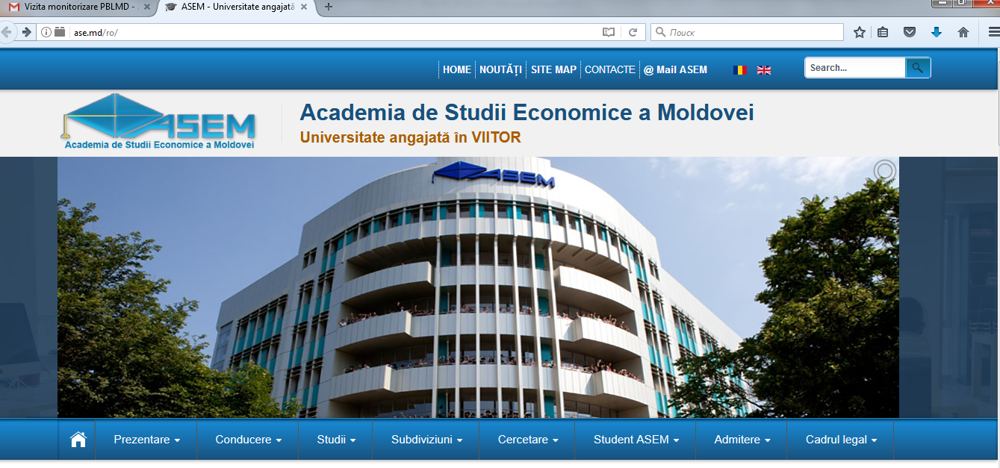 Vizita monitorizare PBLMD -
ASEM - Universitate angajată
ase.md/ro/
Поиск
HOME NOUTĂȚI SITE MAP CONTACTE @ Mail ASEM
Search...
ASEM
Academia de Studii Economice a Moldovei
Academia de Studii Economice a Moldovei
Universitate angajată în VIITOR
ASEM
Prezentare Conducere Studii Subdiviziuni Cercetare Student ASEM Admitere Cadrul legal